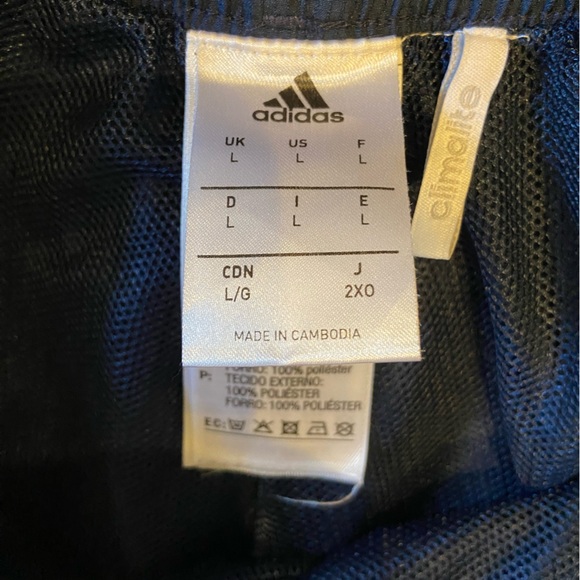 adidas
UK US F
L L L
D I E
L L L
CDN J
L/G 2XO
MADE IN CAMBODIA
climalite
FORRO: 100% poliéster
P: TECIDO EXTERNO:
100% POLIÉSTER
FORRO: 100% POLIÉSTER
EC: